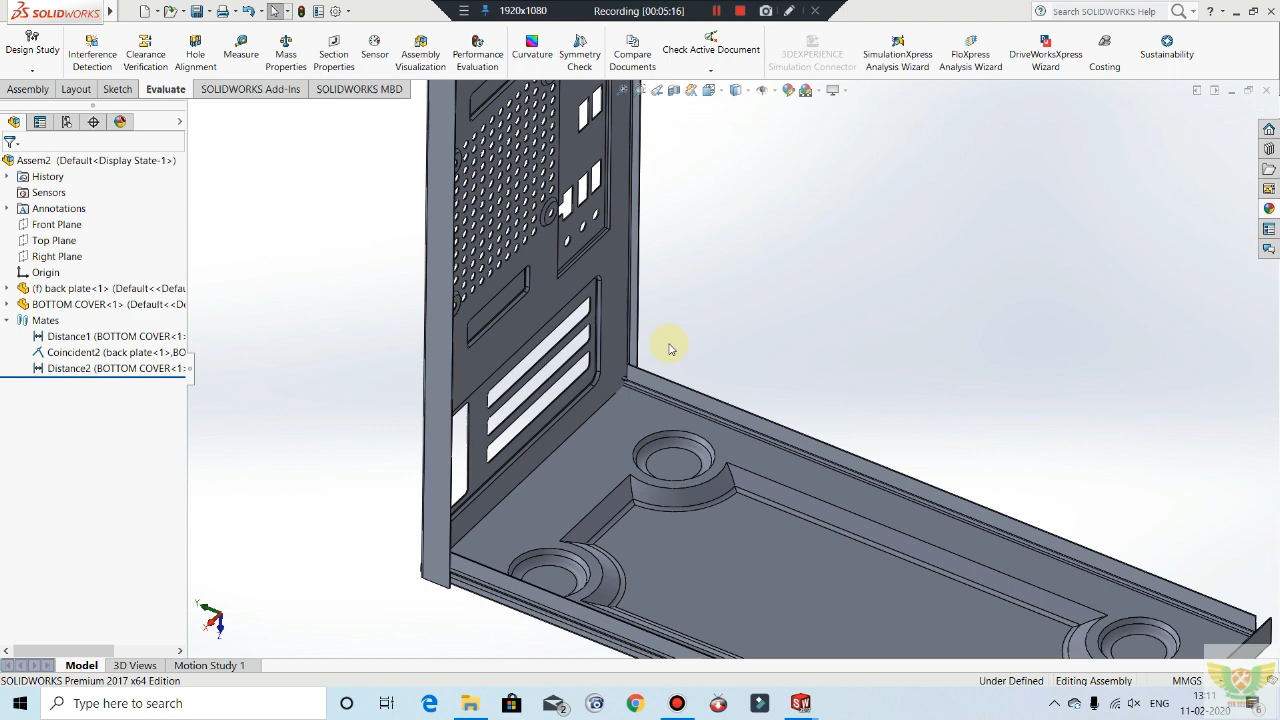 1920x1080
Recording [00:05:16]
SOLIDWORKS
Search SOLIDWORKS Help
?
Design Study
Interference Detection
Clearance Verification
Hole Alignment
Measure
Mass Properties
Section Properties
Sensor
Assembly Visualization
Performance Evaluation
Curvature
Symmetry Check
Compare Documents
Check Active Document
3DEXPERIENCE Simulation Connector
SimulationXpress Analysis Wizard
FloXpress Analysis Wizard
DriveWorksXpress Wizard
Costing
Sustainability
Assembly
Layout
Sketch
Evaluate
SOLIDWORKS Add-Ins
SOLIDWORKS MBD
Assem2 (Default<Display State-1>)
History
Sensors
Annotations
Front Plane
Top Plane
Right Plane
Origin
(f) back plate<1> (Default<<Defau
BOTTOM COVER<1> (Default<<De
Mates
Distance1 (BOTTOM COVER<1>
Coincident2 (back plate<1>,BO
Distance2 (BOTTOM COVER<1>
Y
X
Z
Model
3D Views
Motion Study 1
SOLIDWORKS Premium 2017 x64 Edition
Under Defined
Editing Assembly
MMGS
Type here to search
2
ENG
13:11
11-02-2020
6